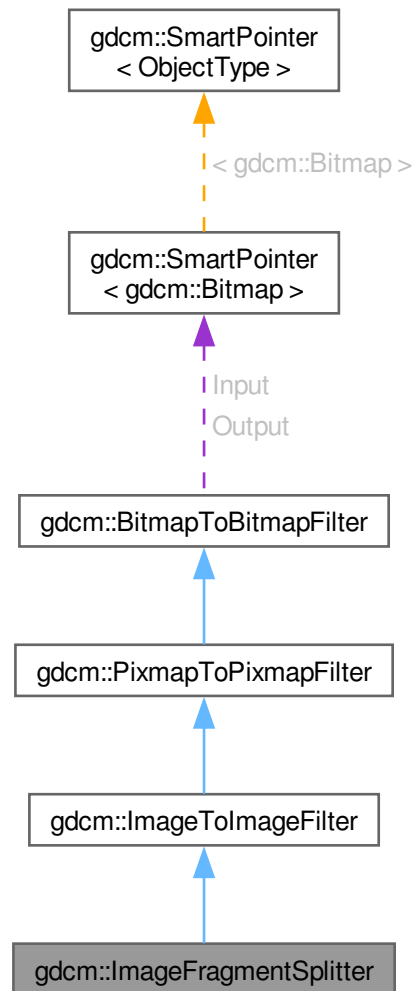 gdcm::SmartPointer
< ObjectType >
< gdcm::Bitmap >
gdcm::SmartPointer
< gdcm::Bitmap >
Input
Output
gdcm::BitmapToBitmapFilter
gdcm::PixmapToPixmapFilter
gdcm::ImageToImageFilter
gdcm::ImageFragmentSplitter